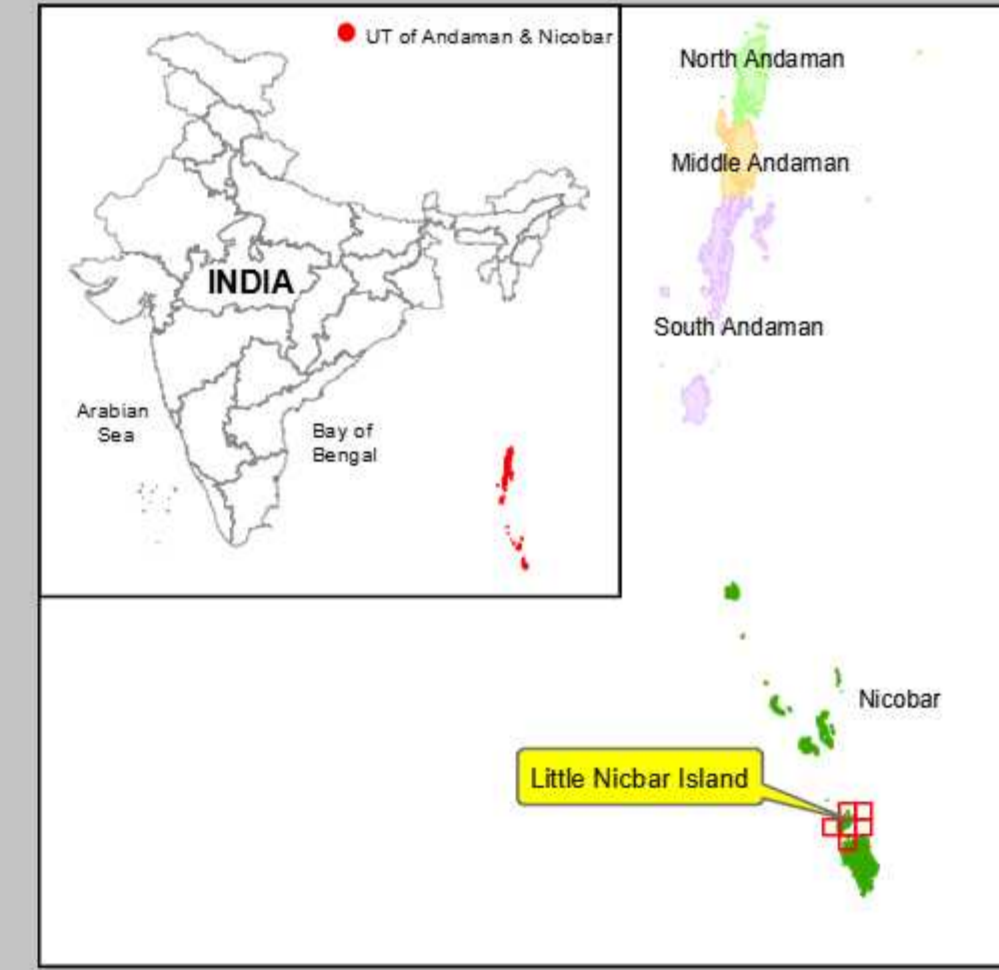 UT of Andaman & Nicobar
INDIA
Arabian
Sea
Bay of
Bengal
North Andaman
Middle Andaman
South Andaman
Nicobar
Little Nicbar Island